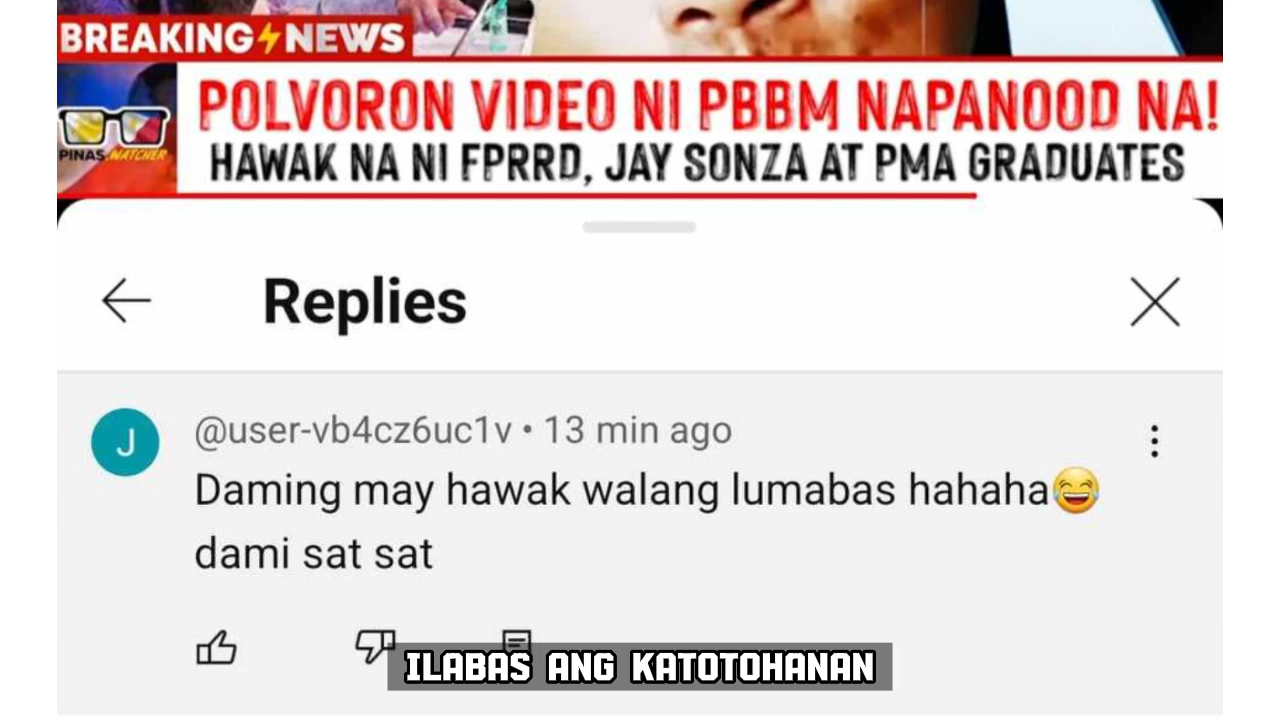 BREAKING⚡NEWS
POLVORON VIDEO NI PBBM NAPANOOD NA!
PINAS WATCHER
HAWAK NA NI FPRRD, JAY SONZA AT PMA GRADUATES
Replies
J
@user-vb4cz6uc1v • 13 min ago
Daming may hawak walang lumabas hahaha😂
dami sat sat
ILABAS ANG KATOTOHANAN